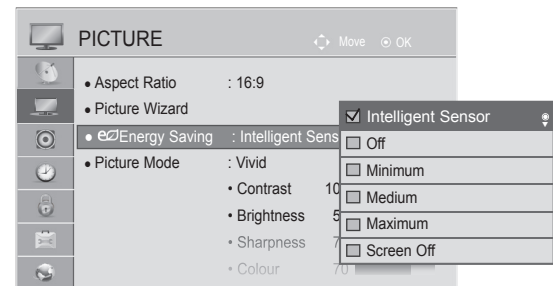 PICTURE
Move OK
• Aspect Ratio : 16:9
• Picture Wizard
• Energy Saving : Intelligent Sens
• Picture Mode : Vivid
• Contrast 10
• Brightness 5
• Sharpness 7
• Colour 70
Intelligent Sensor
Off
Minimum
Medium
Maximum
Screen Off